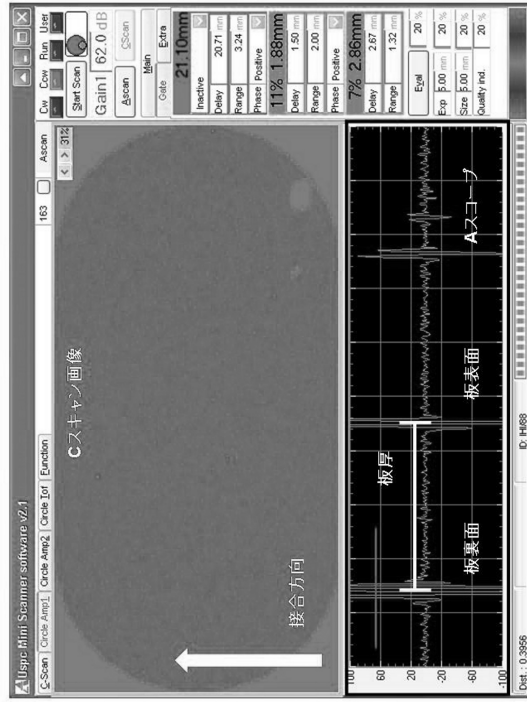 Uspc Mini Scanner software v2.1
C-Scan
Circle Amp1
Circle Amp2
Circle Tof
Function
163
Ascan
Cw
Ccw
Run
User
Start Scan
Gain1 62.0 dB
Ascan
CScan
Main
Gate
Extra
21.10mm
Inactive
Delay 20.71 mm
Range 3.24 mm
Phase Positive
11% 1.88mm
Delay 1.50 mm
Range 2.00 mm
Phase Positive
7% 2.86mm
Delay 2.67 mm
Range 1.32 mm
Eval 20 %
Exp 5.00 mm 20 %
Size 5.00 mm 20 %
Quality ind. 20 %
< > 31%
Cスキャン画像
接合方向
100
60
20
-20
-60
-100
板厚
板裏面
板表面
Aスコープ
Dist.: 0.3956
ID: IHI/88